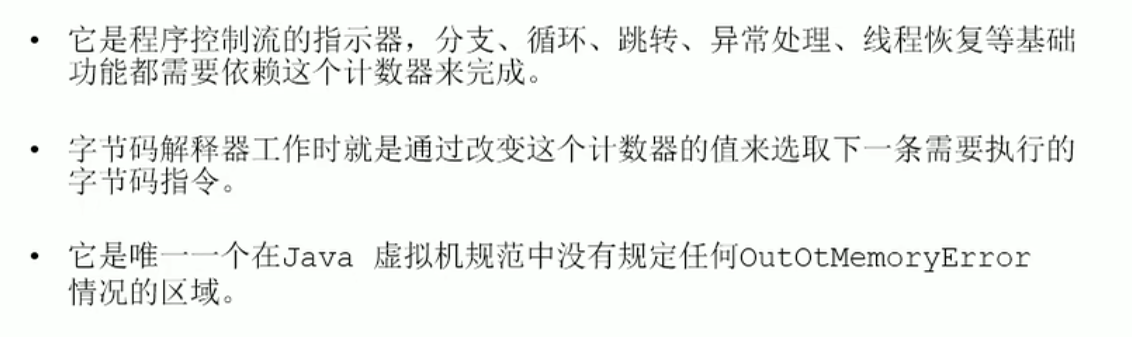 • 它是程序控制流的指示器，分支、循环、跳转、异常处理、线程恢复等基础
功能都需要依赖这个计数器来完成。
• 字节码解释器工作时就是通过改变这个计数器的值来选取下一条需要执行的
字节码指令。
• 它是唯一一个在Java 虚拟机规范中没有规定任何OutOtMemoryError
情况的区域。